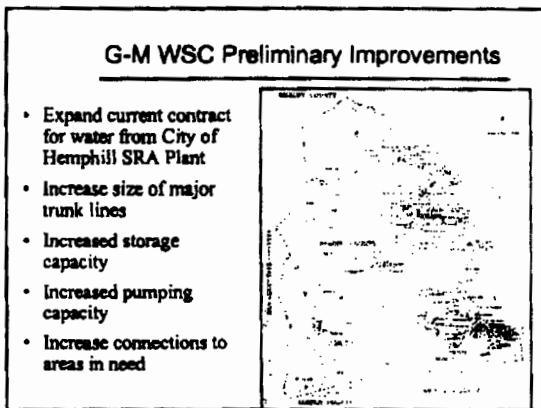 G-M WSC Preliminary Improvements
• Expand current contract
for water from City of
Hemphill SRA Plant
• Increase size of major
trunk lines
• Increased storage
capacity
• Increased pumping
capacity
• Increase connections to
areas in need